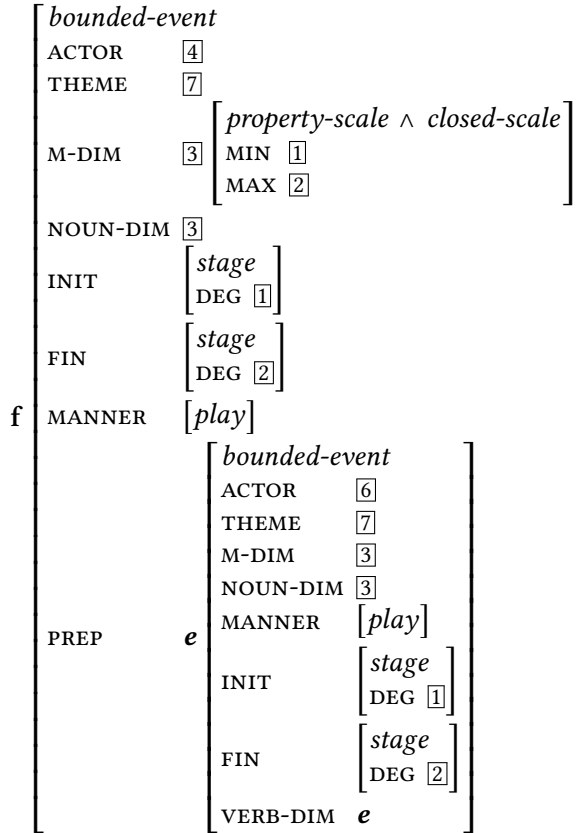 bounded-event
ACTOR 4
THEME 7
M-DIM 3 property-scale ∧ closed-scale
MIN 1
MAX 2
NOUN-DIM 3
INIT stage
DEG 1
FIN stage
DEG 2
f MANNER [play]
PREP e bounded-event
ACTOR 6
THEME 7
M-DIM 3
NOUN-DIM 3
MANNER [play]
INIT stage
DEG 1
FIN stage
DEG 2
VERB-DIM e